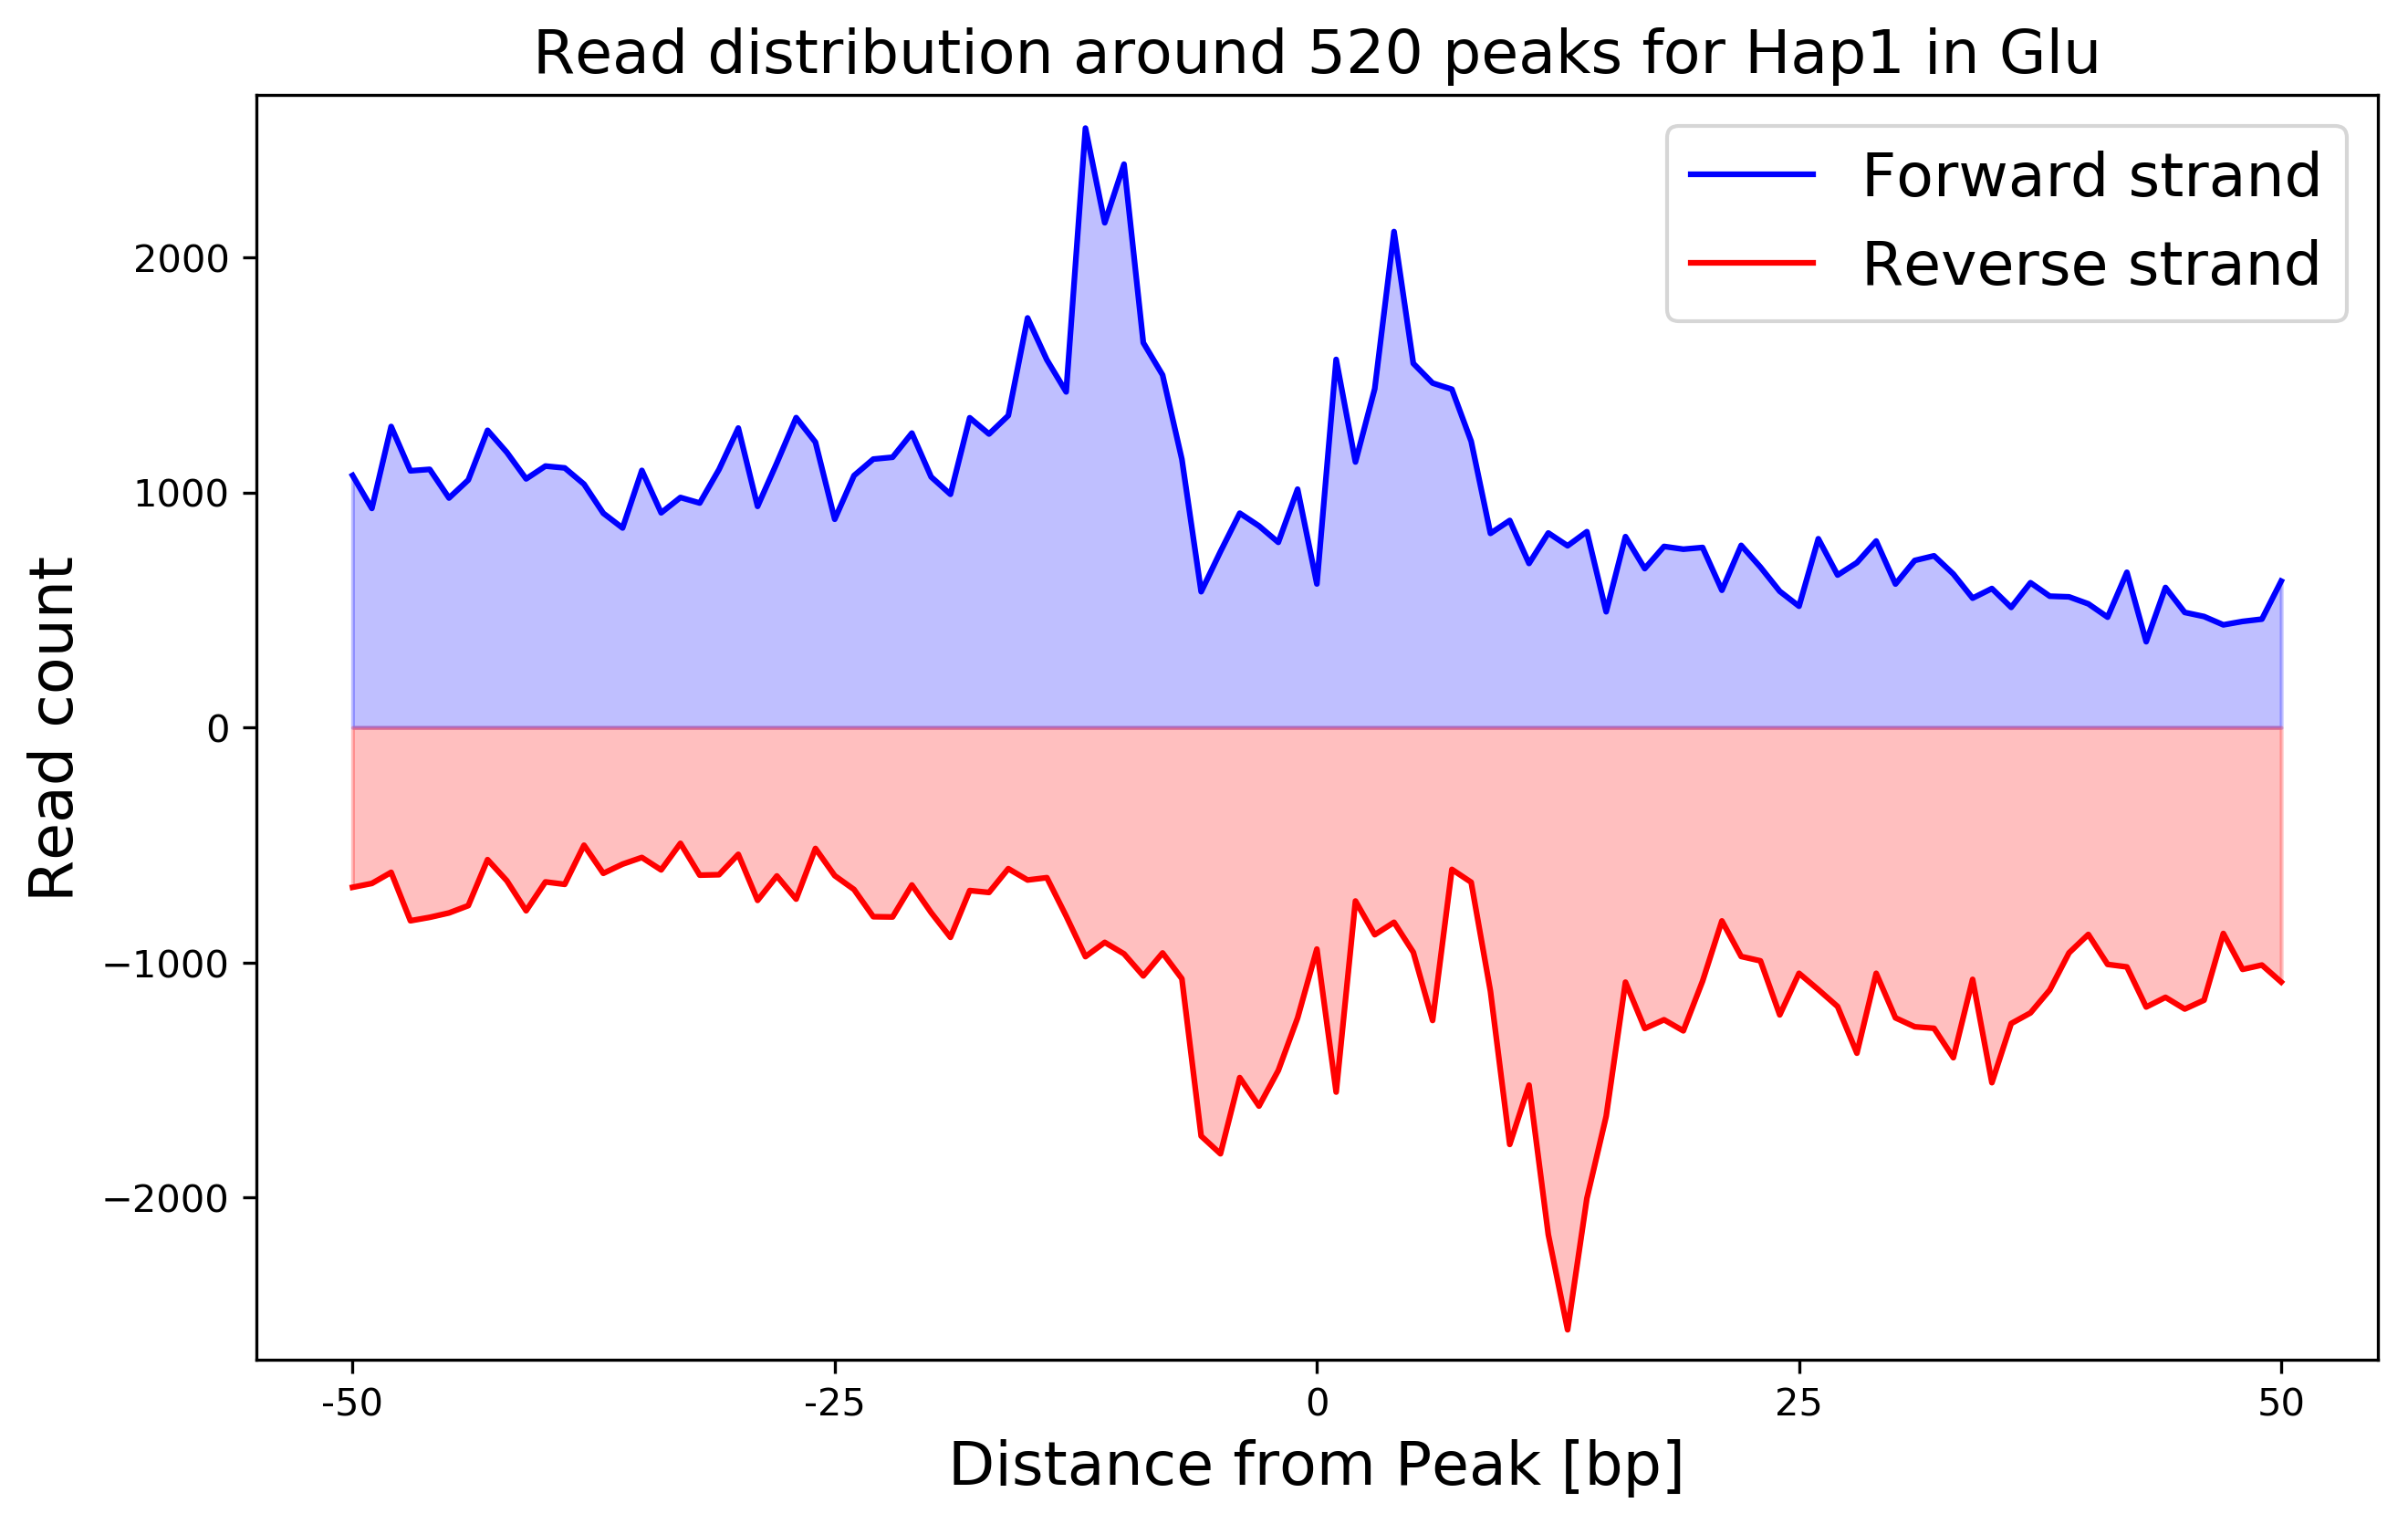 Read distribution around 520 peaks for Hap1 in Glu
Forward strand
Reverse strand
2000
1000
0
−1000
−2000
Read count
-50 -25 0 25 50
Distance from Peak [bp]